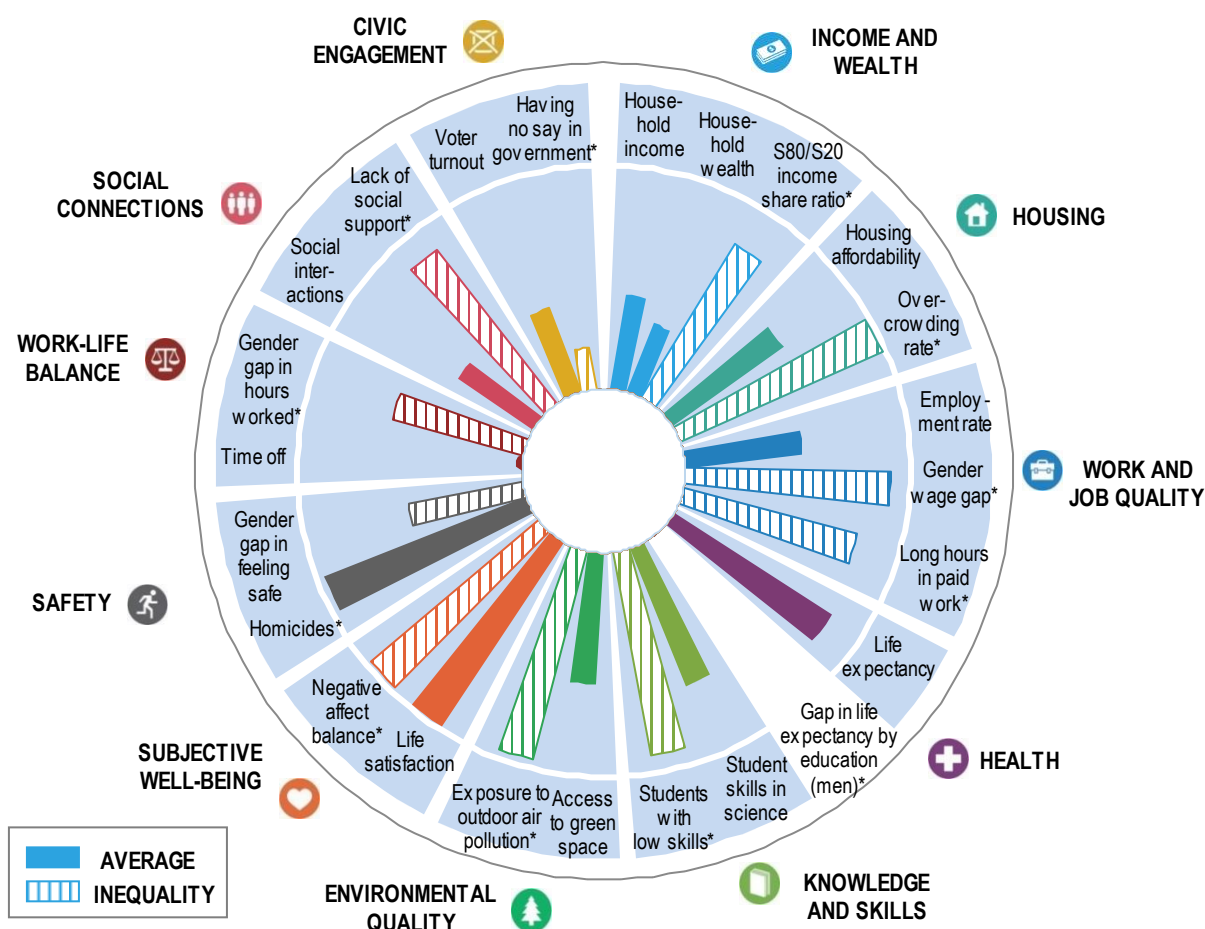 CIVIC
ENGAGEMENT
INCOME AND
WEALTH
Having
no say in
government*
Voter
turnout
House-
hold
income
House-
hold
wealth
S80/S20
income
share ratio*
SOCIAL
CONNECTIONS
Lack of
social
support*
Social
inter-
actions
HOUSING
Housing
affordability
Over-
crowding
rate*
WORK-LIFE
BALANCE
Gender
gap in
hours
worked*
Time off
Employ-
ment rate
Gender
wage gap*
Long hours
in paid
work*
WORK AND
JOB QUALITY
SAFETY
Gender
gap in
feeling
safe
Homicides*
Life
expectancy
Gap in life
expectancy by
education
(men)*
HEALTH
SUBJECTIVE
WELL-BEING
Negative
affect
balance*
Life
satisfaction
Exposure to
outdoor air
pollution*
Access
to green
space
Students
with
low skills*
Student
skills in
science
AVERAGE
INEQUALITY
ENVIRONMENTAL
QUALITY
KNOWLEDGE
AND SKILLS